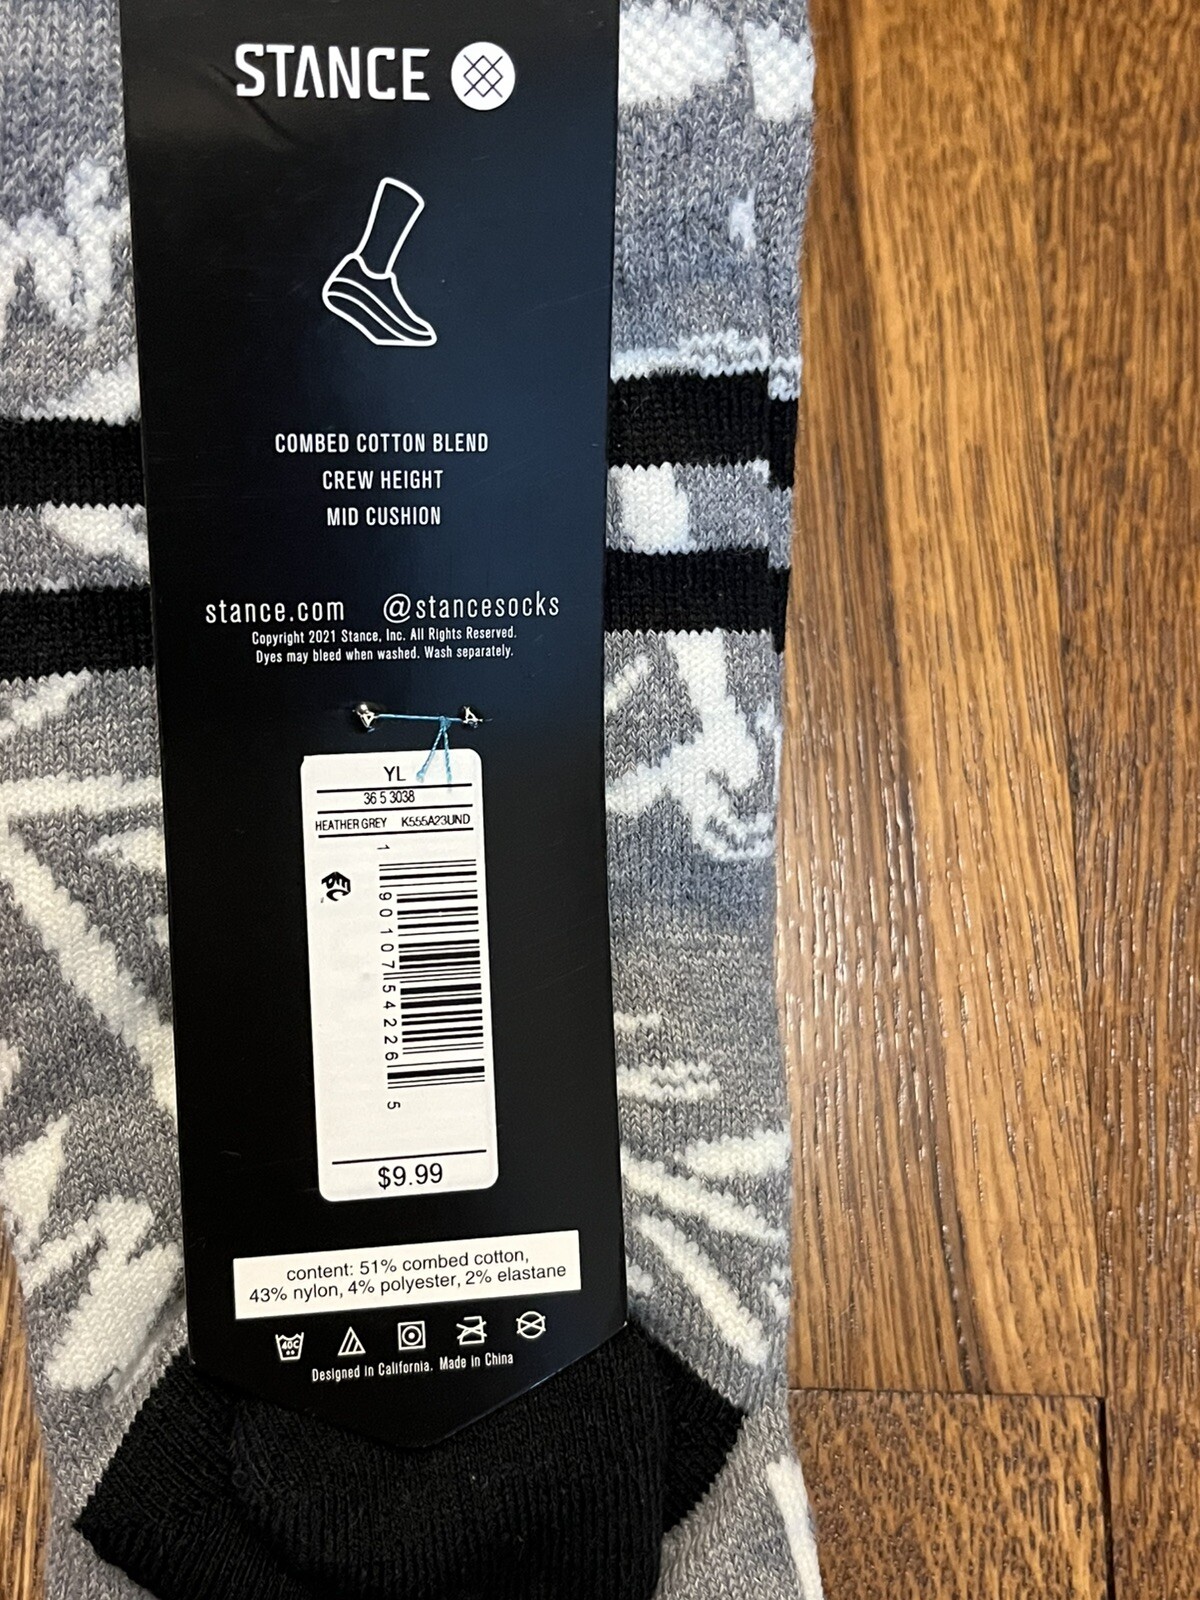 STANCE
COMBED COTTON BLEND
CREW HEIGHT
MID CUSHION
stance.com @stancesocks
Copyright 2021 Stance, Inc. All Rights Reserved.
Dyes may bleed when washed. Wash separately.
YL
36 5 3038
HEATHER GREY K555A23UND
1 90107 54226 5
$9.99
content: 51% combed cotton,
43% nylon, 4% polyester, 2% elastane
40C
Designed in California. Made in China